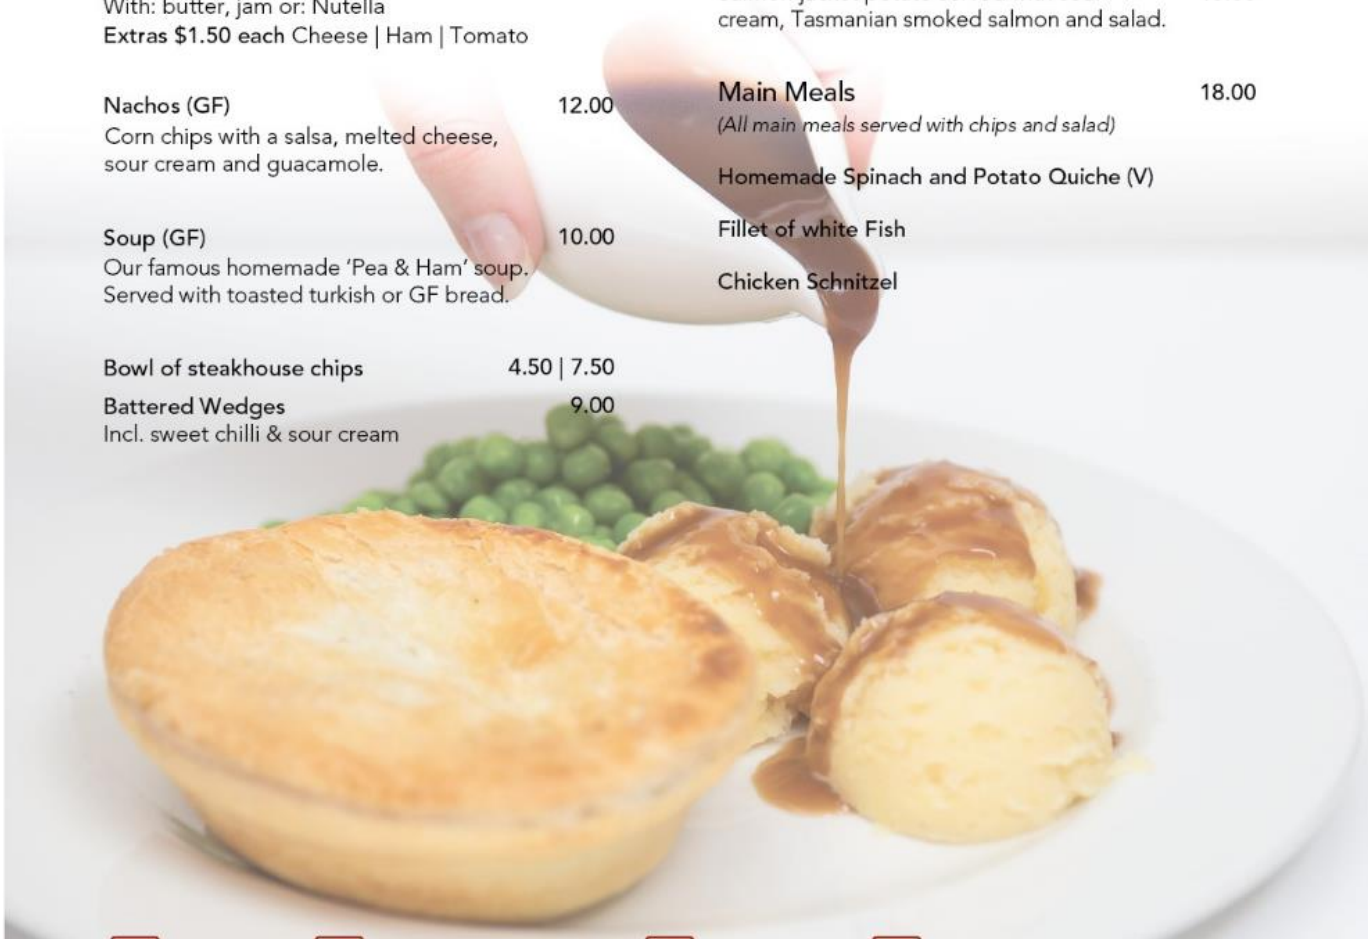 With: butter, jam or: Nutella
Extras $1.50 each Cheese | Ham | Tomato
Nachos (GF) 12.00
Corn chips with a salsa, melted cheese,
sour cream and guacamole.
Soup (GF) 10.00
Our famous homemade 'Pea & Ham' soup.
Served with toasted turkish or GF bread.
Bowl of steakhouse chips 4.50 | 7.50
Battered Wedges 9.00
Incl. sweet chilli & sour cream
cream, Tasmanian smoked salmon and salad.
Main Meals 18.00
(All main meals served with chips and salad)
Homemade Spinach and Potato Quiche (V)
Fillet of white Fish
Chicken Schnitzel